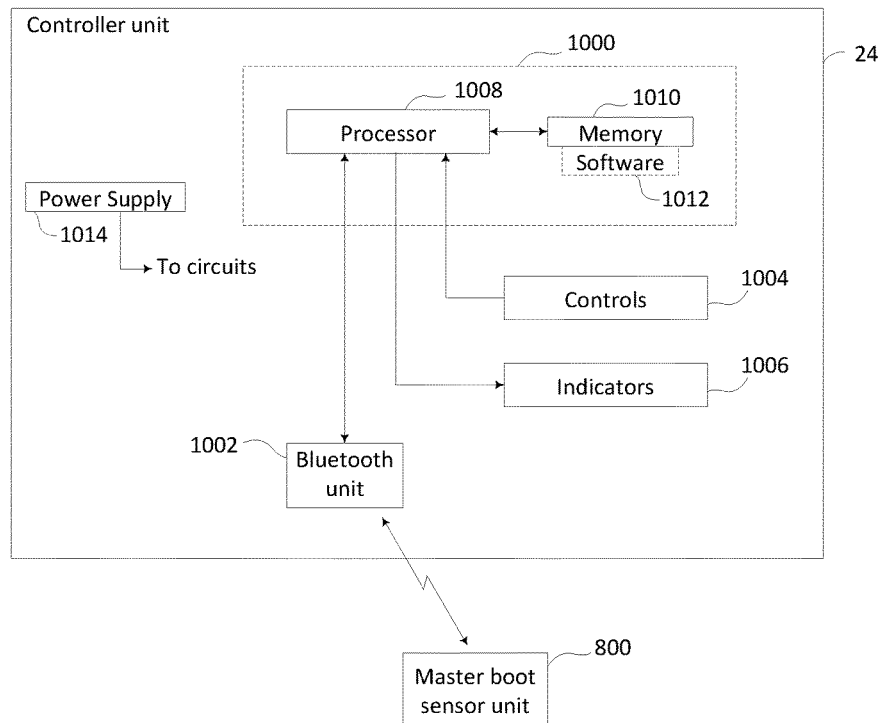 Controller unit
1000
24
1008
1010
Processor
Memory
Software
1012
Power Supply
1014
To circuits
Controls
1004
Indicators
1006
1002
Bluetooth
unit
800
Master boot
sensor unit